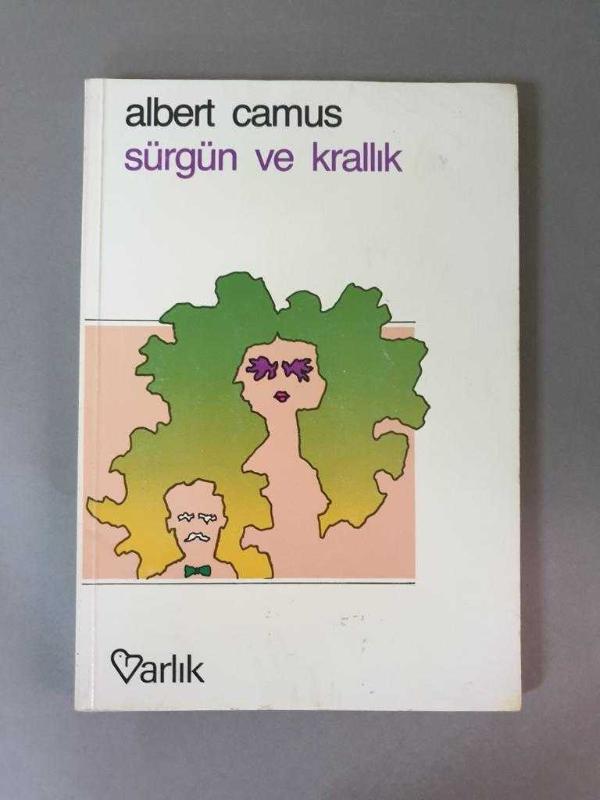 albert camus
sürgün ve krallık
Varlık